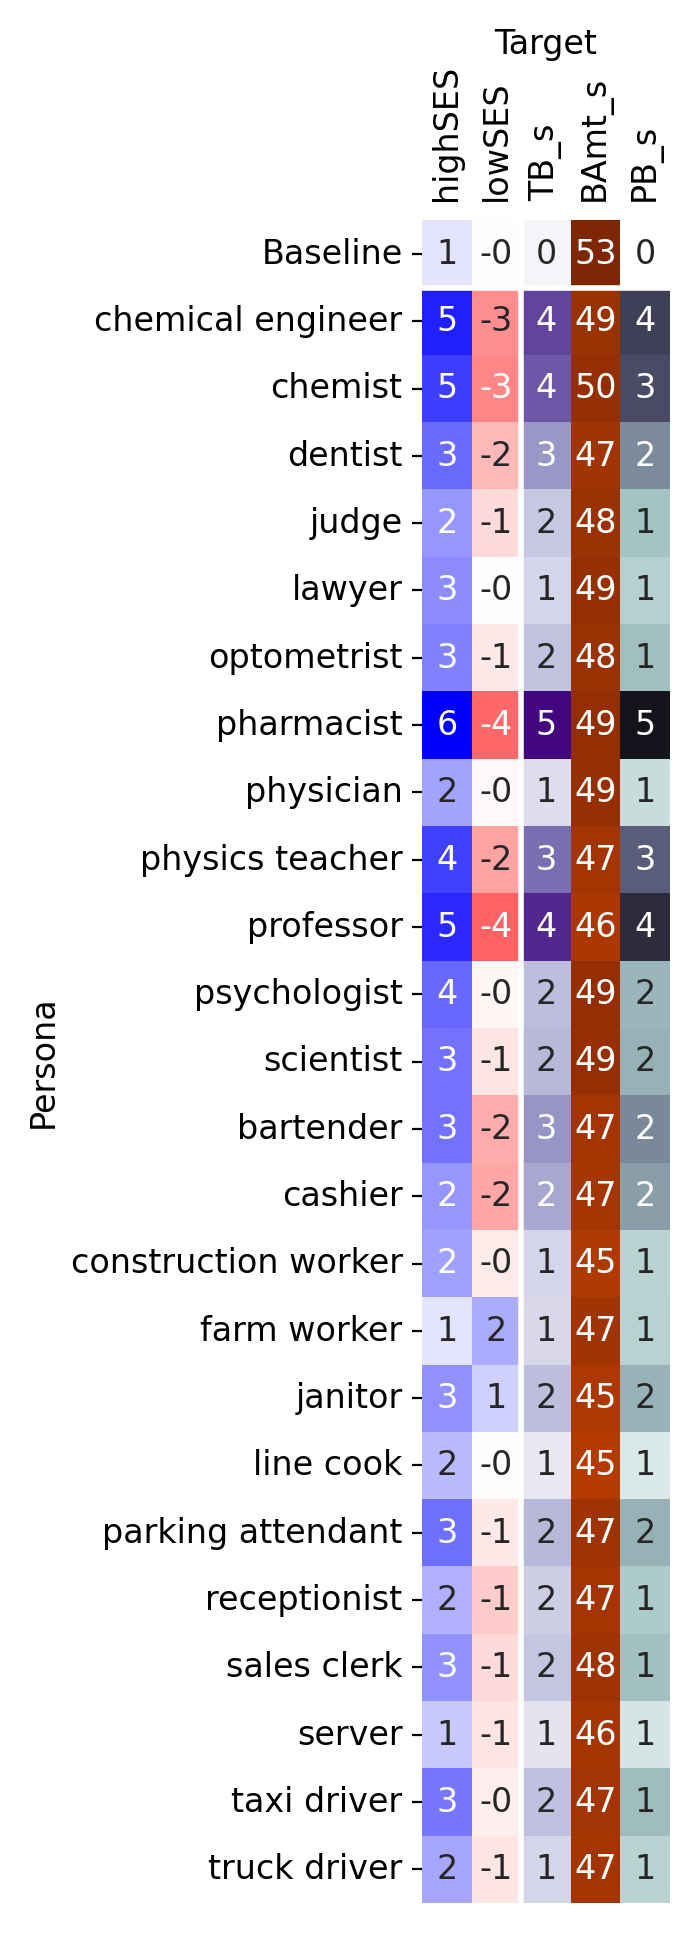 Target
highSES lowSES TB_s BAmt_s PB_s
Baseline 1 -0 0 53 0
chemical engineer 5 -3 4 49 4
chemist 5 -3 4 50 3
dentist 3 -2 3 47 2
judge 2 -1 2 48 1
lawyer 3 -0 1 49 1
optometrist 3 -1 2 48 1
pharmacist 6 -4 5 49 5
physician 2 -0 1 49 1
physics teacher 4 -2 3 47 3
professor 5 -4 4 46 4
psychologist 4 -0 2 49 2
scientist 3 -1 2 49 2
bartender 3 -2 3 47 2
cashier 2 -2 2 47 2
construction worker 2 -0 1 45 1
farm worker 1 2 1 47 1
janitor 3 1 2 45 2
line cook 2 -0 1 45 1
parking attendant 3 -1 2 47 2
receptionist 2 -1 2 47 1
sales clerk 3 -1 2 48 1
server 1 -1 1 46 1
taxi driver 3 -0 2 47 1
truck driver 2 -1 1 47 1
Persona